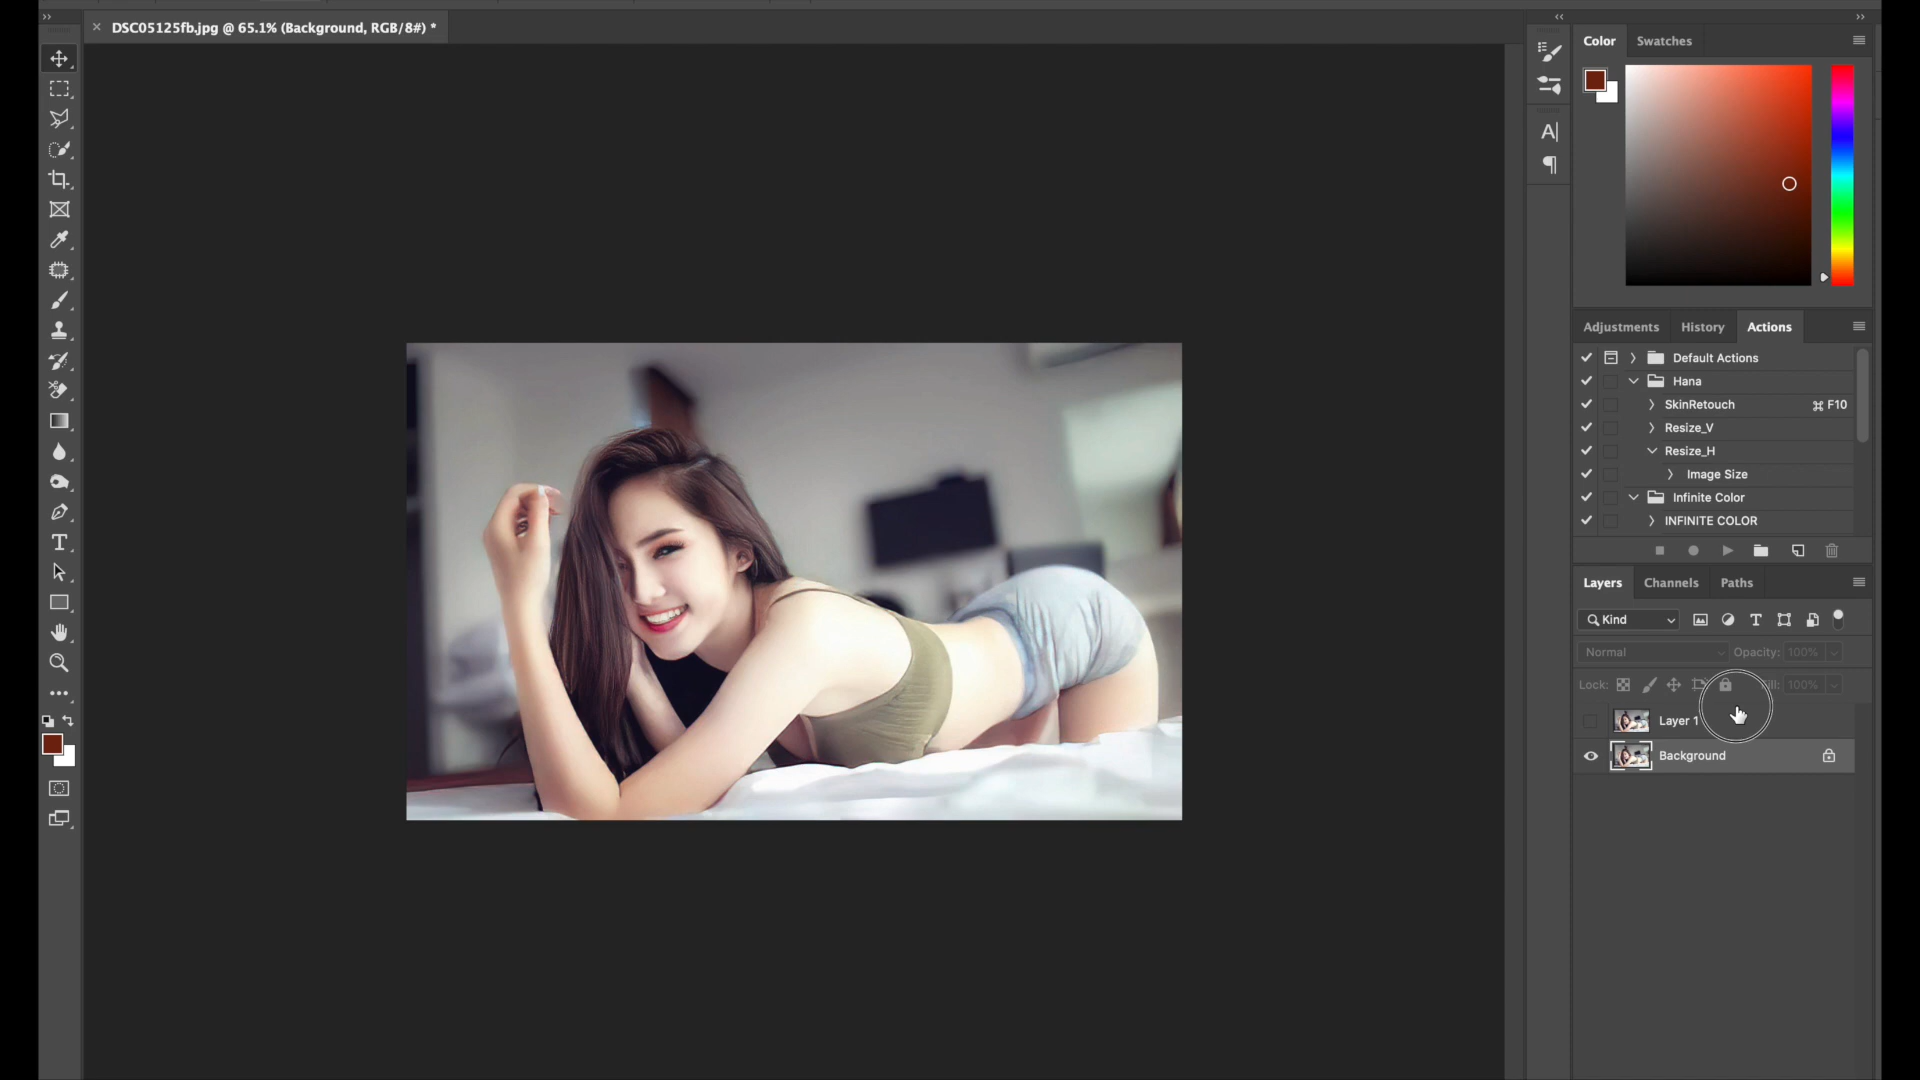 DSC05125fb.jpg @ 65.1% (Background, RGB/8#) *
Color
Swatches
Adjustments
History
Actions
Default Actions
Hana
SkinRetouch
⌘ F10
Resize_V
Resize_H
Image Size
Infinite Color
INFINITE COLOR
Layers
Channels
Paths
Kind
Normal
Opacity: 100%
Lock:
Fill: 100%
Layer 1
Background